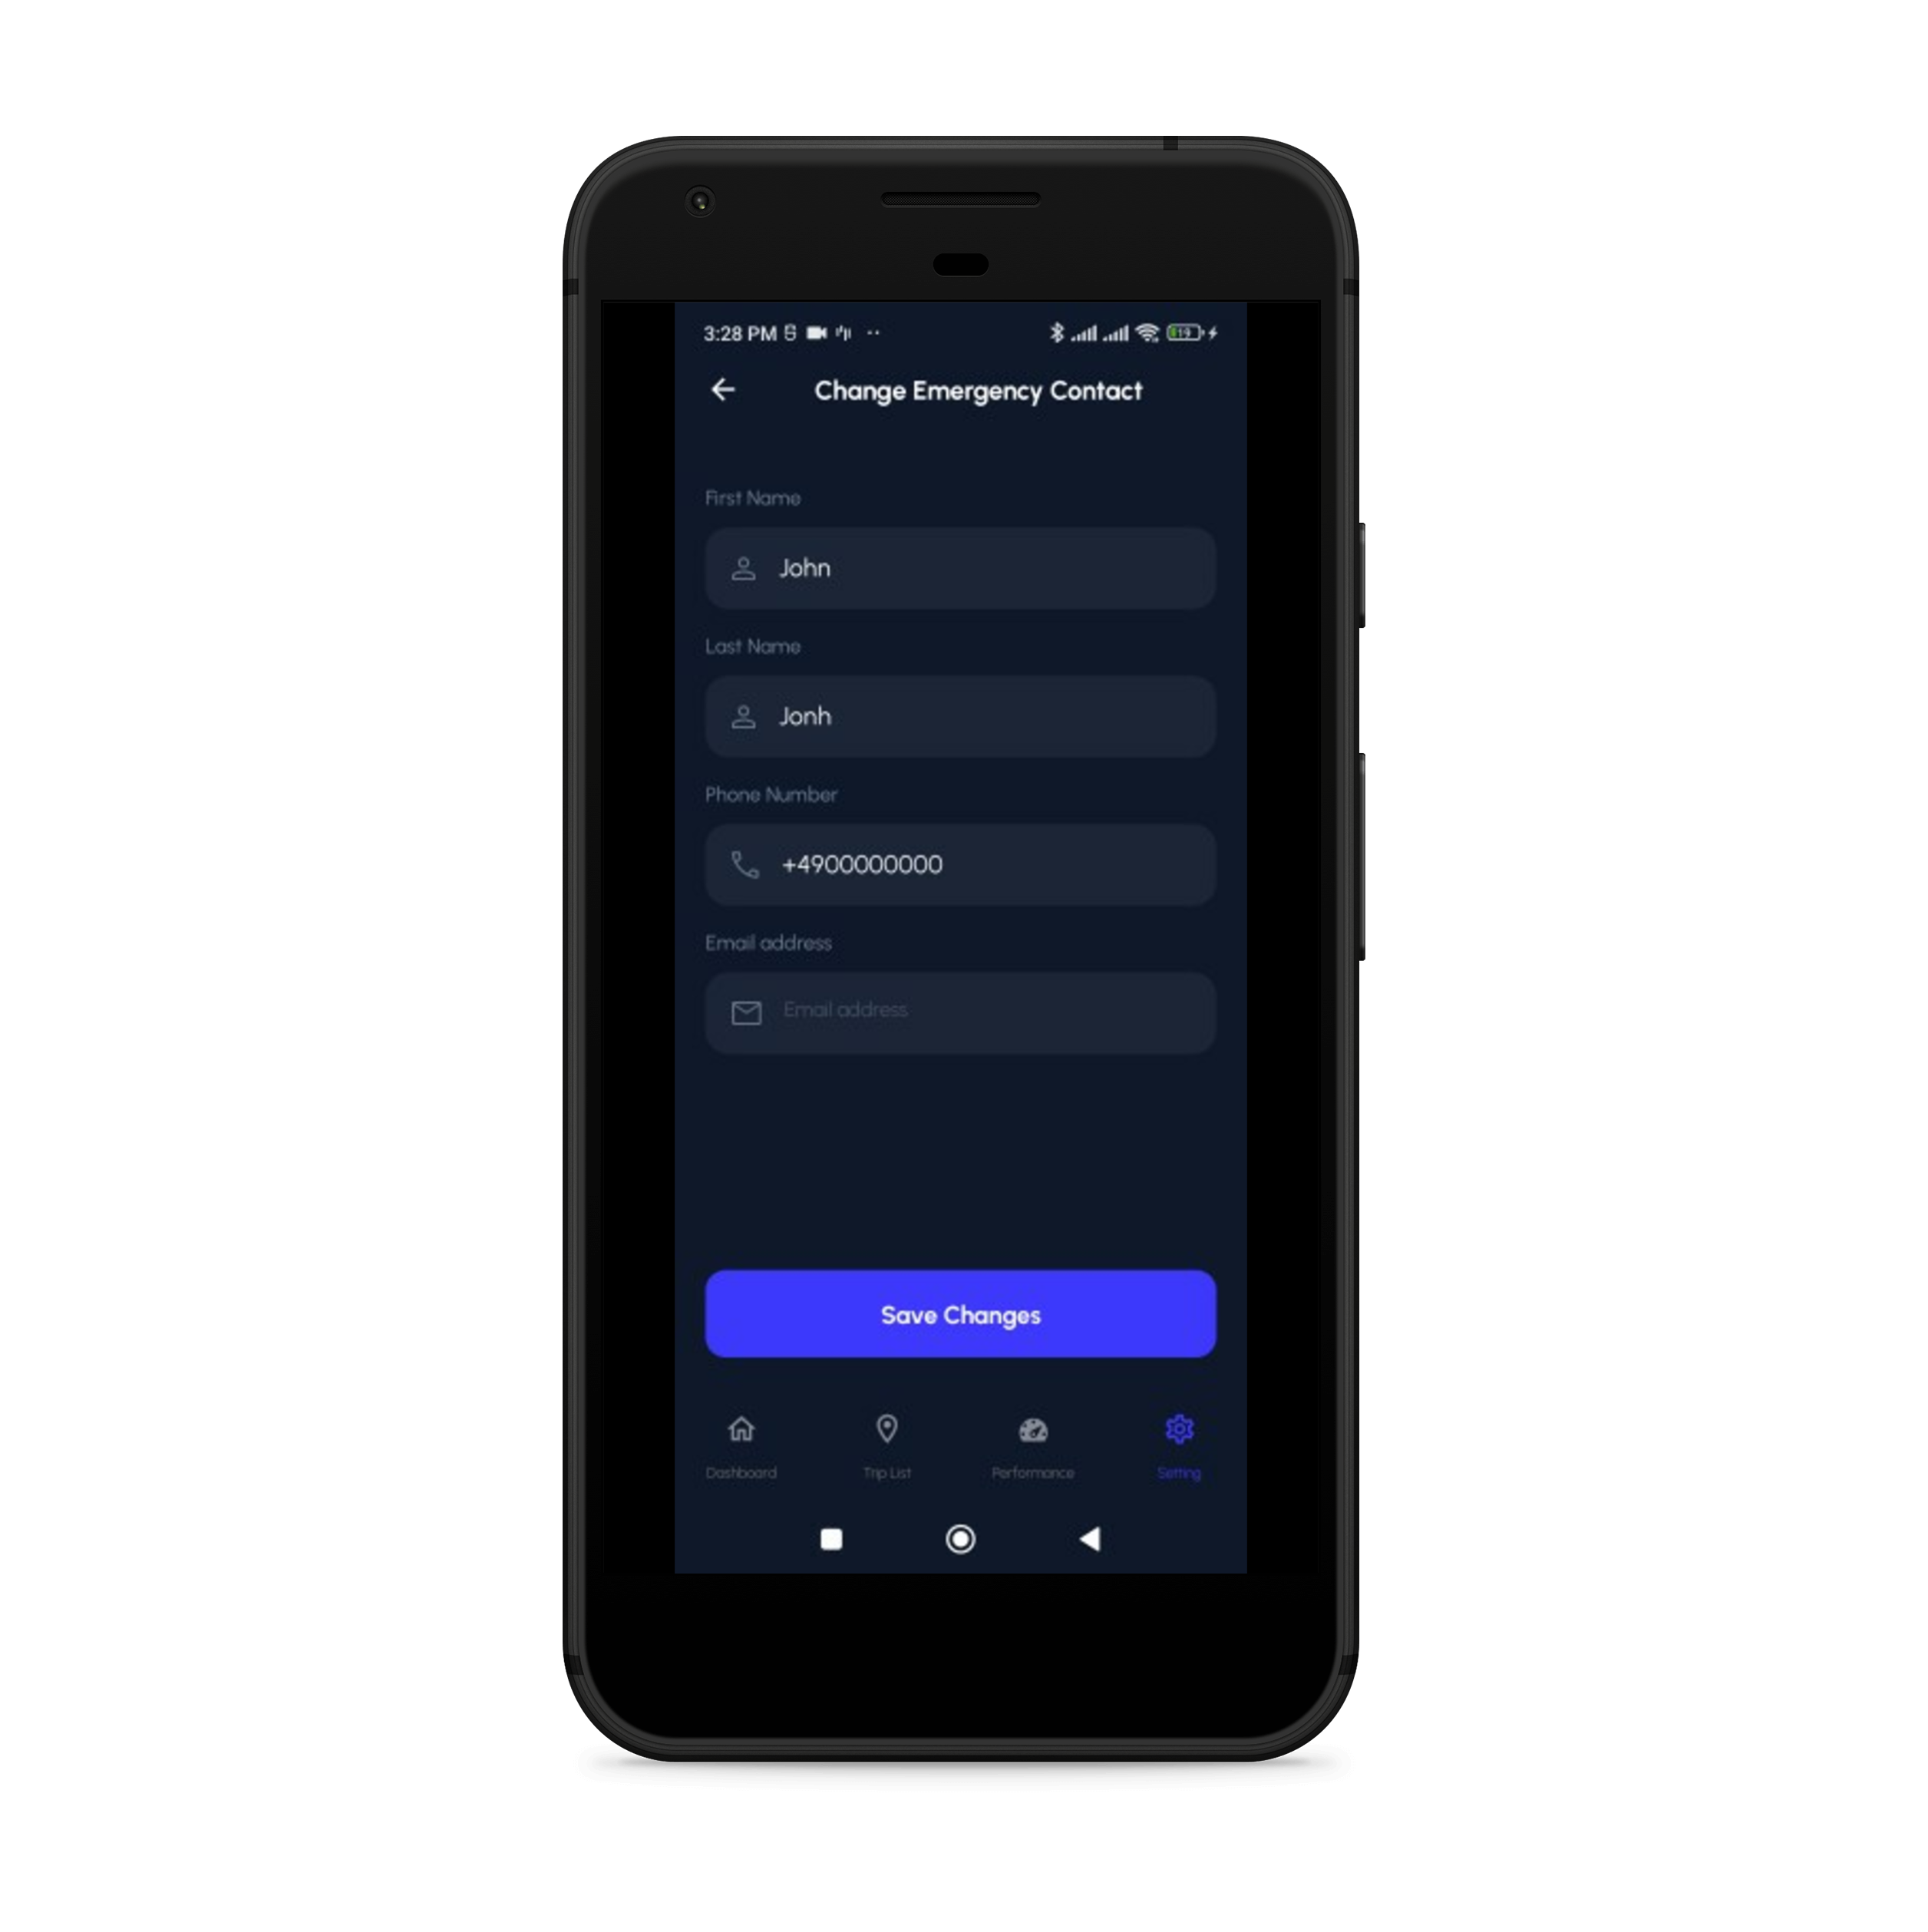 3:28 PM
19
Change Emergency Contact
First Name
John
Last Name
Jonh
Phone Number
+4900000000
Email address
Email address
Save Changes
Dashboard
Trip List
Performance
Setting